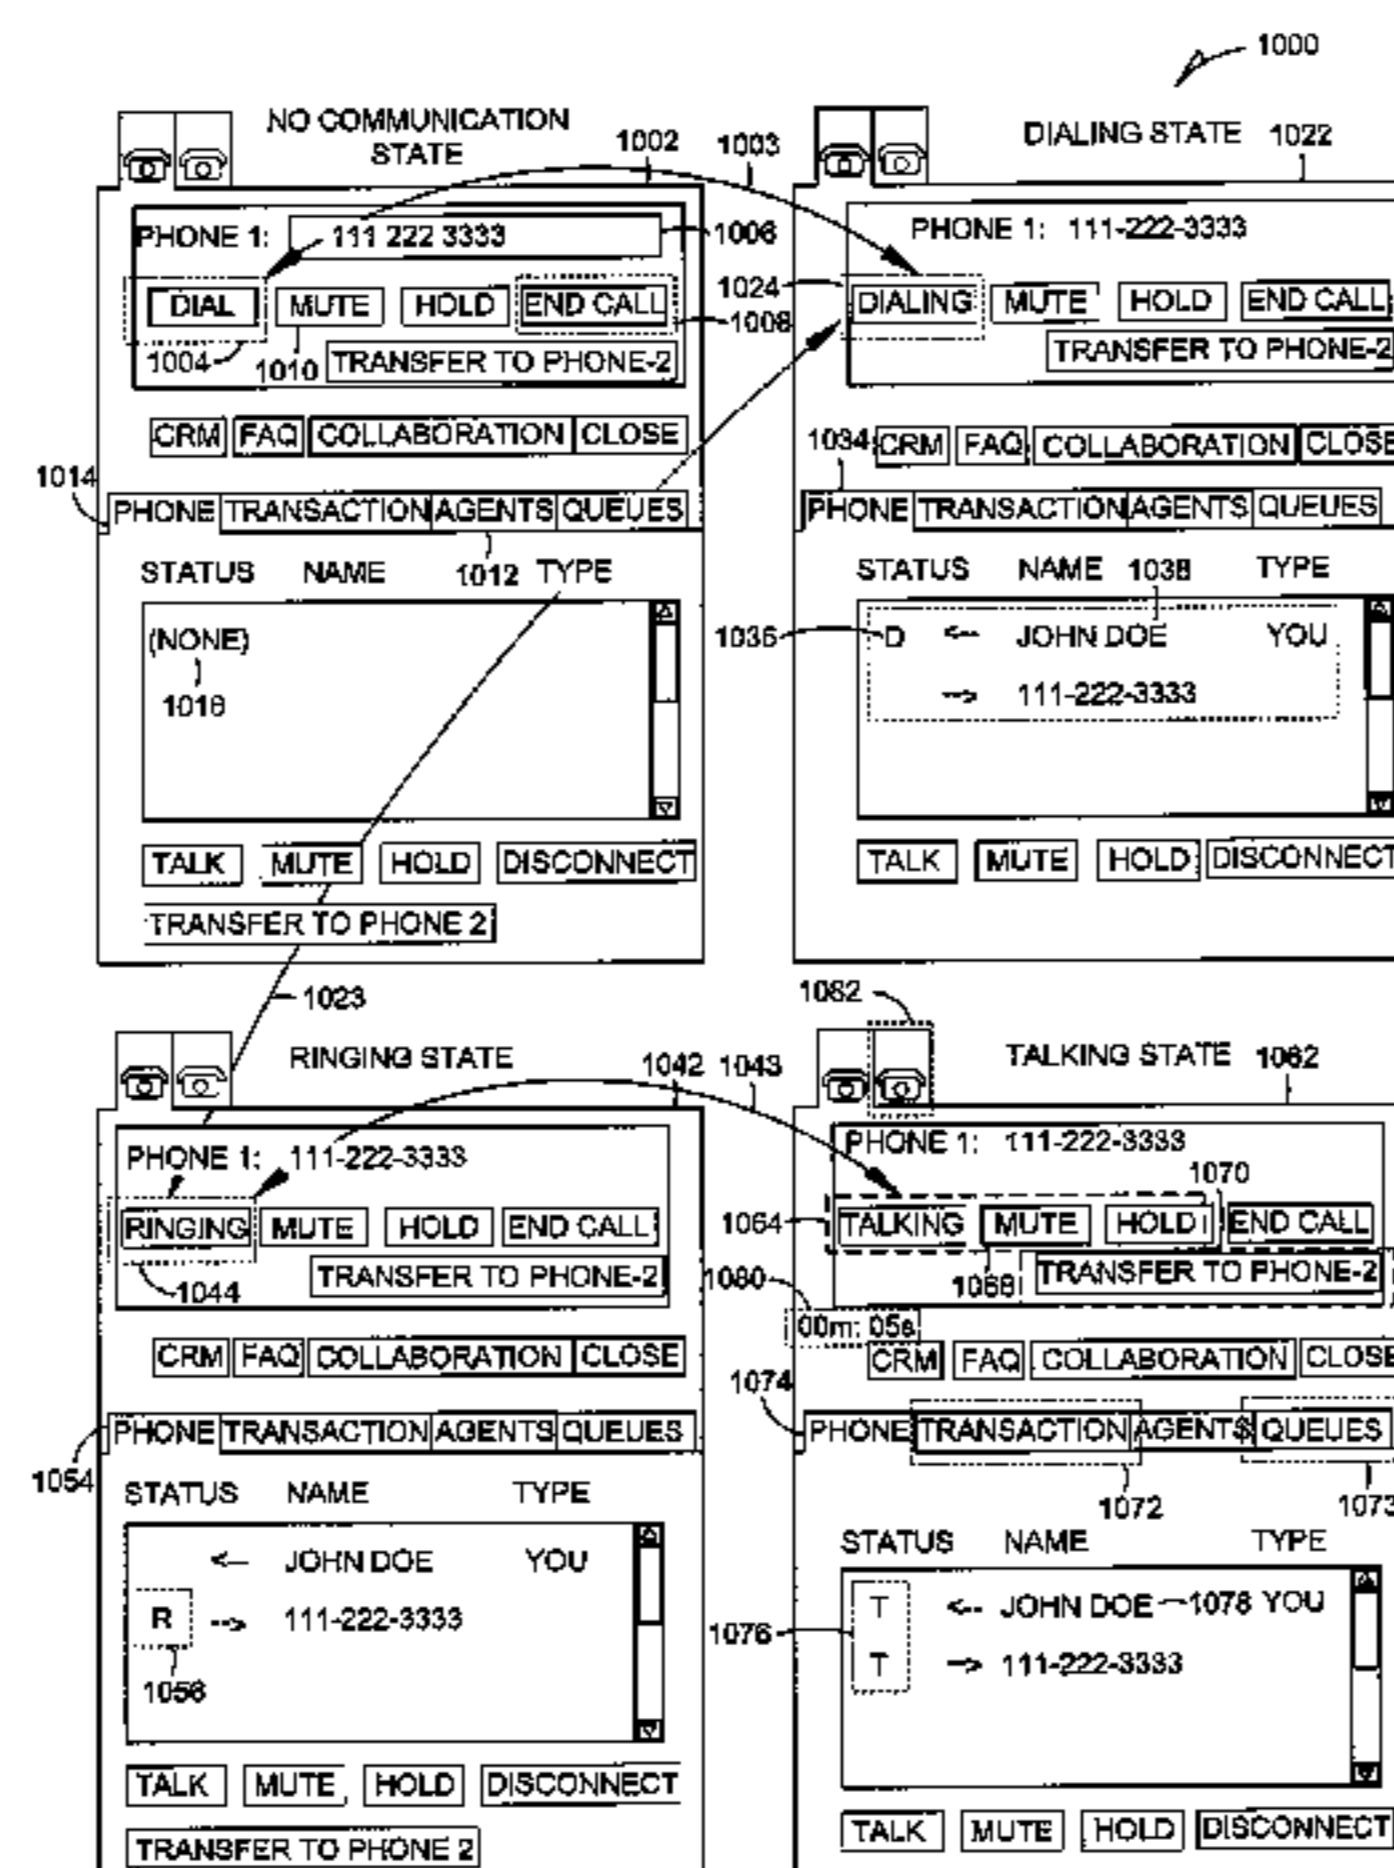 1000
NO COMMUNICATION
STATE
1002
1003
PHONE 1: 111 222 3333
1006
DIAL MUTE HOLD END CALL
1008
1004 1010 TRANSFER TO PHONE-2
CRM FAQ COLLABORATION CLOSE
1014
PHONE TRANSACTION AGENTS QUEUES
STATUS NAME 1012 TYPE
(NONE)
1016
TALK MUTE HOLD DISCONNECT
TRANSFER TO PHONE 2
1023
DIALING STATE 1022
PHONE 1: 111-222-3333
1024
DIALING MUTE HOLD END CALL
TRANSFER TO PHONE-2
1034 CRM FAQ COLLABORATION CLOSE
PHONE TRANSACTION AGENTS QUEUES
STATUS NAME 1038 TYPE
1036 D <-- JOHN DOE YOU
--> 111-222-3333
TALK MUTE HOLD DISCONNECT
RINGING STATE
1042 1043
PHONE 1: 111-222-3333
RINGING MUTE HOLD END CALL
1044 TRANSFER TO PHONE-2
CRM FAQ COLLABORATION CLOSE
PHONE TRANSACTION AGENTS QUEUES
1054
STATUS NAME TYPE
<-- JOHN DOE YOU
R --> 111-222-3333
1056
TALK MUTE HOLD DISCONNECT
TRANSFER TO PHONE 2
1082
TALKING STATE 1062
PHONE 1: 111-222-3333
1070
1064 TALKING MUTE HOLD END CALL
1080 1068 TRANSFER TO PHONE-2
00m: 05s
CRM FAQ COLLABORATION CLOSE
1074
PHONE TRANSACTION AGENTS QUEUES
1072 1073
STATUS NAME TYPE
T <-- JOHN DOE 1078 YOU
1076
T --> 111-222-3333
TALK MUTE HOLD DISCONNECT